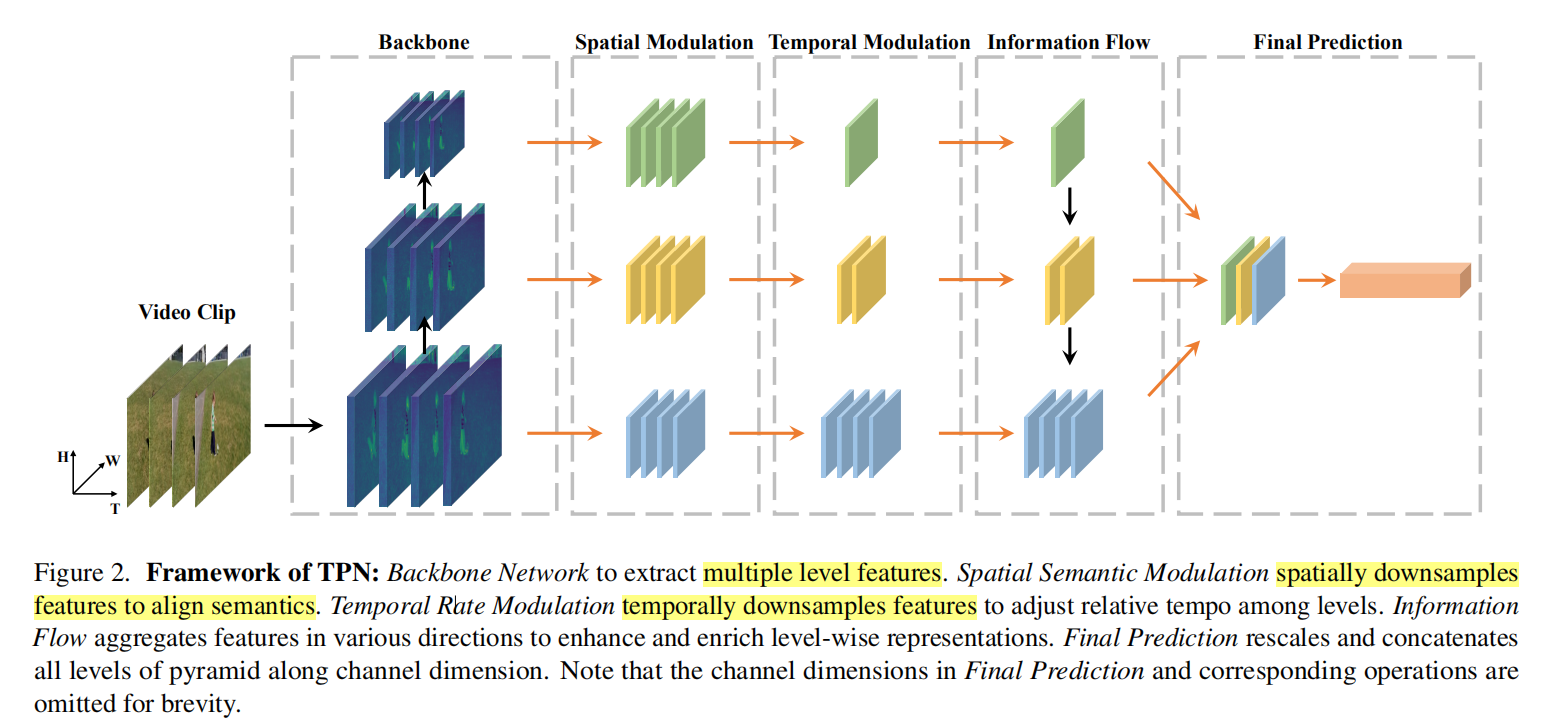 Backbone
Spatial Modulation
Temporal Modulation
Information Flow
Final Prediction
Video Clip
H
W
T
Figure 2. Framework of TPN: Backbone Network to extract multiple level features. Spatial Semantic Modulation spatially downsamples
features to align semantics. Temporal Rate Modulation temporally downsamples features to adjust relative tempo among levels. Information
Flow aggregates features in various directions to enhance and enrich level-wise representations. Final Prediction rescales and concatenates
all levels of pyramid along channel dimension. Note that the channel dimensions in Final Prediction and corresponding operations are
omitted for brevity.